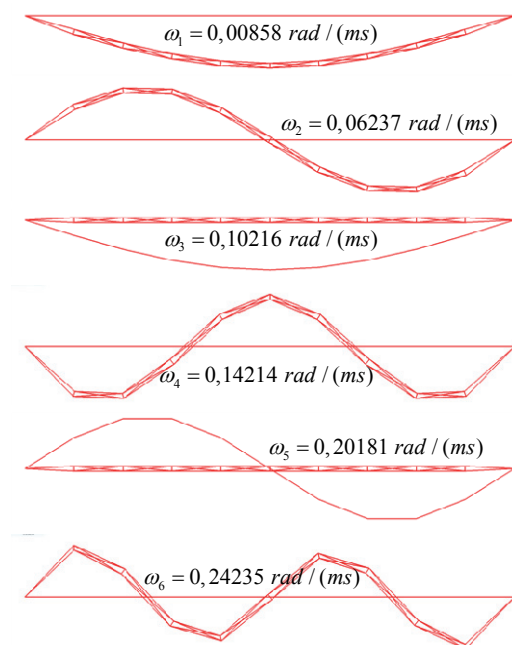 ω₁ = 0,00858 rad / (ms)
ω₂ = 0,06237 rad / (ms)
ω₃ = 0,10216 rad / (ms)
ω₄ = 0,14214 rad / (ms)
ω₅ = 0,20181 rad / (ms)
ω₆ = 0,24235 rad / (ms)